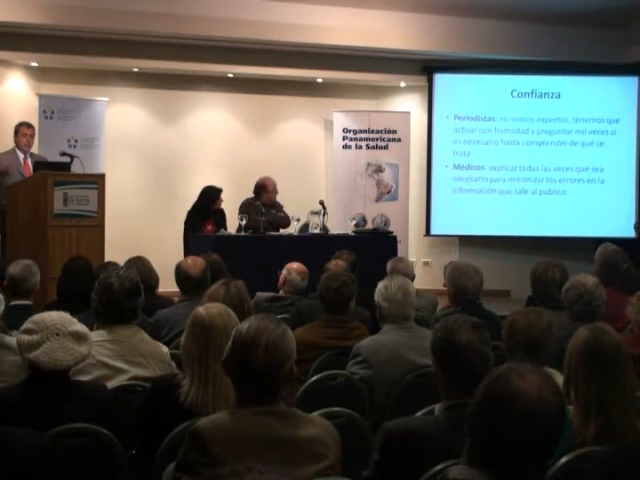 Confianza
• Periodistas: no somos expertos, tenemos que
actuar con humildad y preguntar mil veces si
es necesario hasta comprender de qué se
trata
• Médicos: explicar todas las veces que sea
necesario para minimizar los errores en la
información que sale al público
Organización
Panamericana
de la Salud